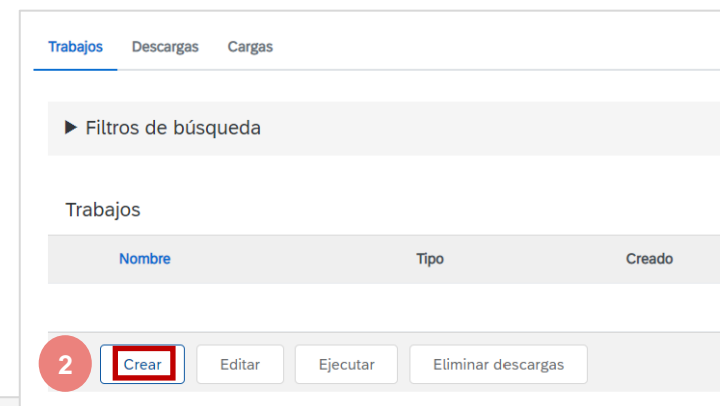 Trabajos Descargas Cargas
Filtros de búsqueda
Trabajos
Nombre Tipo Creado
2 Crear Editar Ejecutar Eliminar descargas